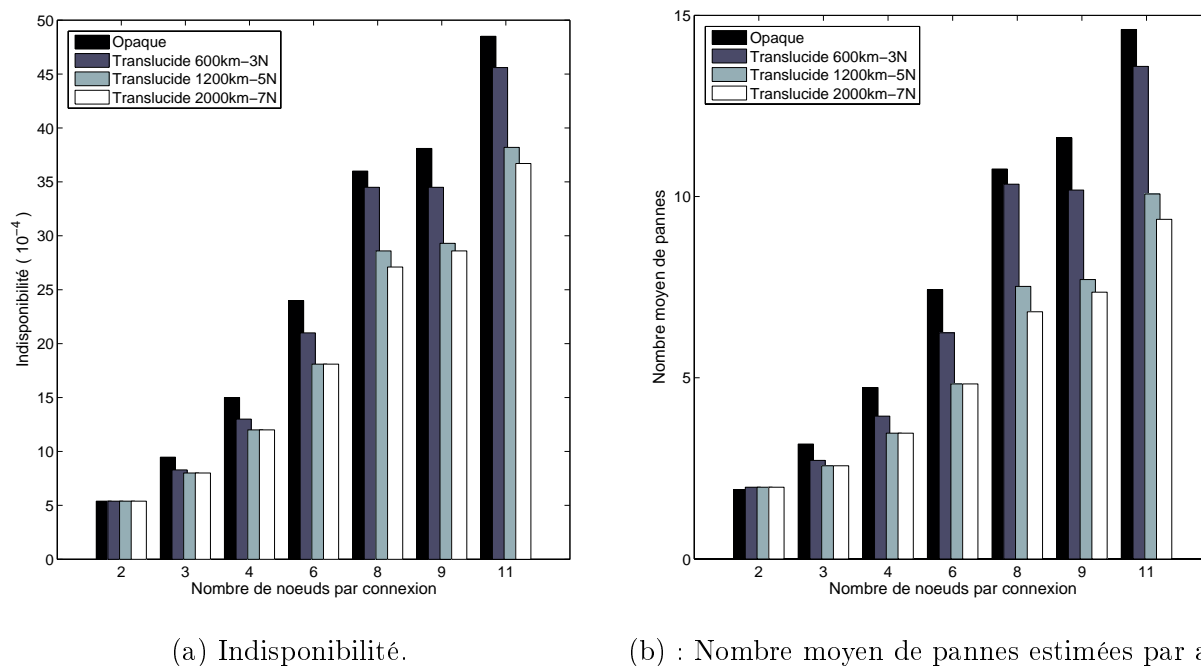 50
45
40
35
30
25
20
15
10
5
0
Indisponibilité ( 10⁻⁴ )
Opaque
Translucide 600km−3N
Translucide 1200km−5N
Translucide 2000km−7N
2 3 4 6 8 9 11
Nombre de noeuds par connexion
(a) Indisponibilité.
15
10
5
0
Nombre moyen de pannes
Opaque
Translucide 600km−3N
Translucide 1200km−5N
Translucide 2000km−7N
2 3 4 6 8 9 11
Nombre de noeuds par connexion
(b) : Nombre moyen de pannes estimées par a